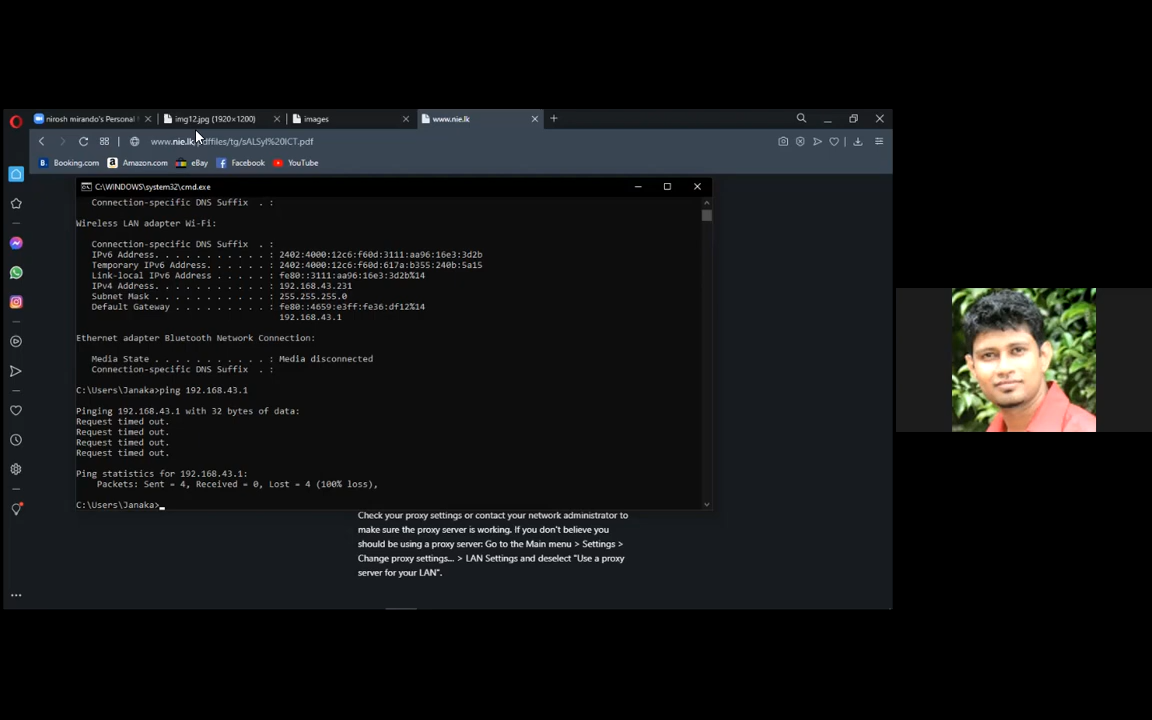 nirosh mirando's Personal
img12.jpg (1920×1200)
images
www.nie.lk
www.nie.lk/pdffiles/tg/sALSyl%20ICT.pdf
Booking.com
Amazon.com
eBay
Facebook
YouTube
C:\WINDOWS\system32\cmd.exe
Connection-specific DNS Suffix . :
Wireless LAN adapter Wi-Fi:
Connection-specific DNS Suffix . :
IPv6 Address. . . . . . . . . . . : 2402:4000:12c6:f60d:3111:aa96:16e3:3d2b
Temporary IPv6 Address. . . . . . : 2402:4000:12c6:f60d:617a:b355:240b:5a15
Link-local IPv6 Address . . . . . : fe80::3111:aa96:16e3:3d2b%14
IPv4 Address. . . . . . . . . . . : 192.168.43.231
Subnet Mask . . . . . . . . . . . : 255.255.255.0
Default Gateway . . . . . . . . . : fe80::4659:e3ff:fe36:df12%14
192.168.43.1
Ethernet adapter Bluetooth Network Connection:
Media State . . . . . . . . . . . : Media disconnected
Connection-specific DNS Suffix . :
C:\Users\Janaka>ping 192.168.43.1
Pinging 192.168.43.1 with 32 bytes of data:
Request timed out.
Request timed out.
Request timed out.
Request timed out.
Ping statistics for 192.168.43.1:
Packets: Sent = 4, Received = 0, Lost = 4 (100% loss),
C:\Users\Janaka>
Check your proxy settings or contact your network administrator to
make sure the proxy server is working. If you don't believe you
should be using a proxy server: Go to the Main menu > Settings >
Change proxy settings... > LAN Settings and deselect "Use a proxy
server for your LAN".